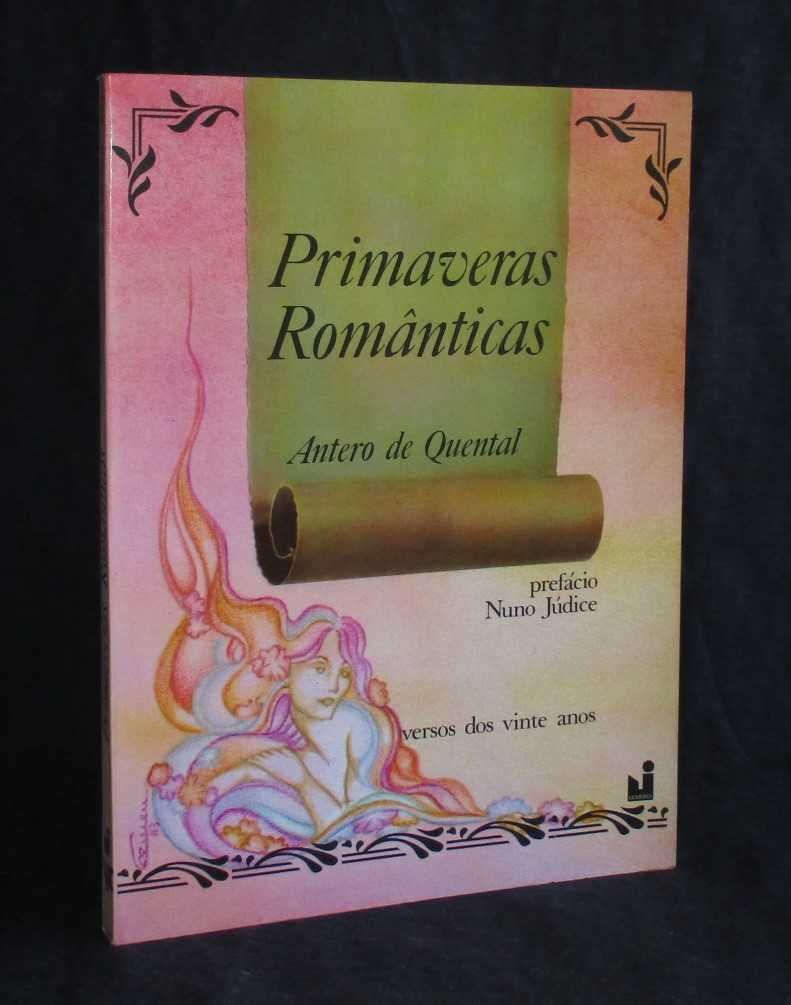 Primaveras
Românticas
Antero de Quental
prefácio
Nuno Júdice
versos dos vinte anos